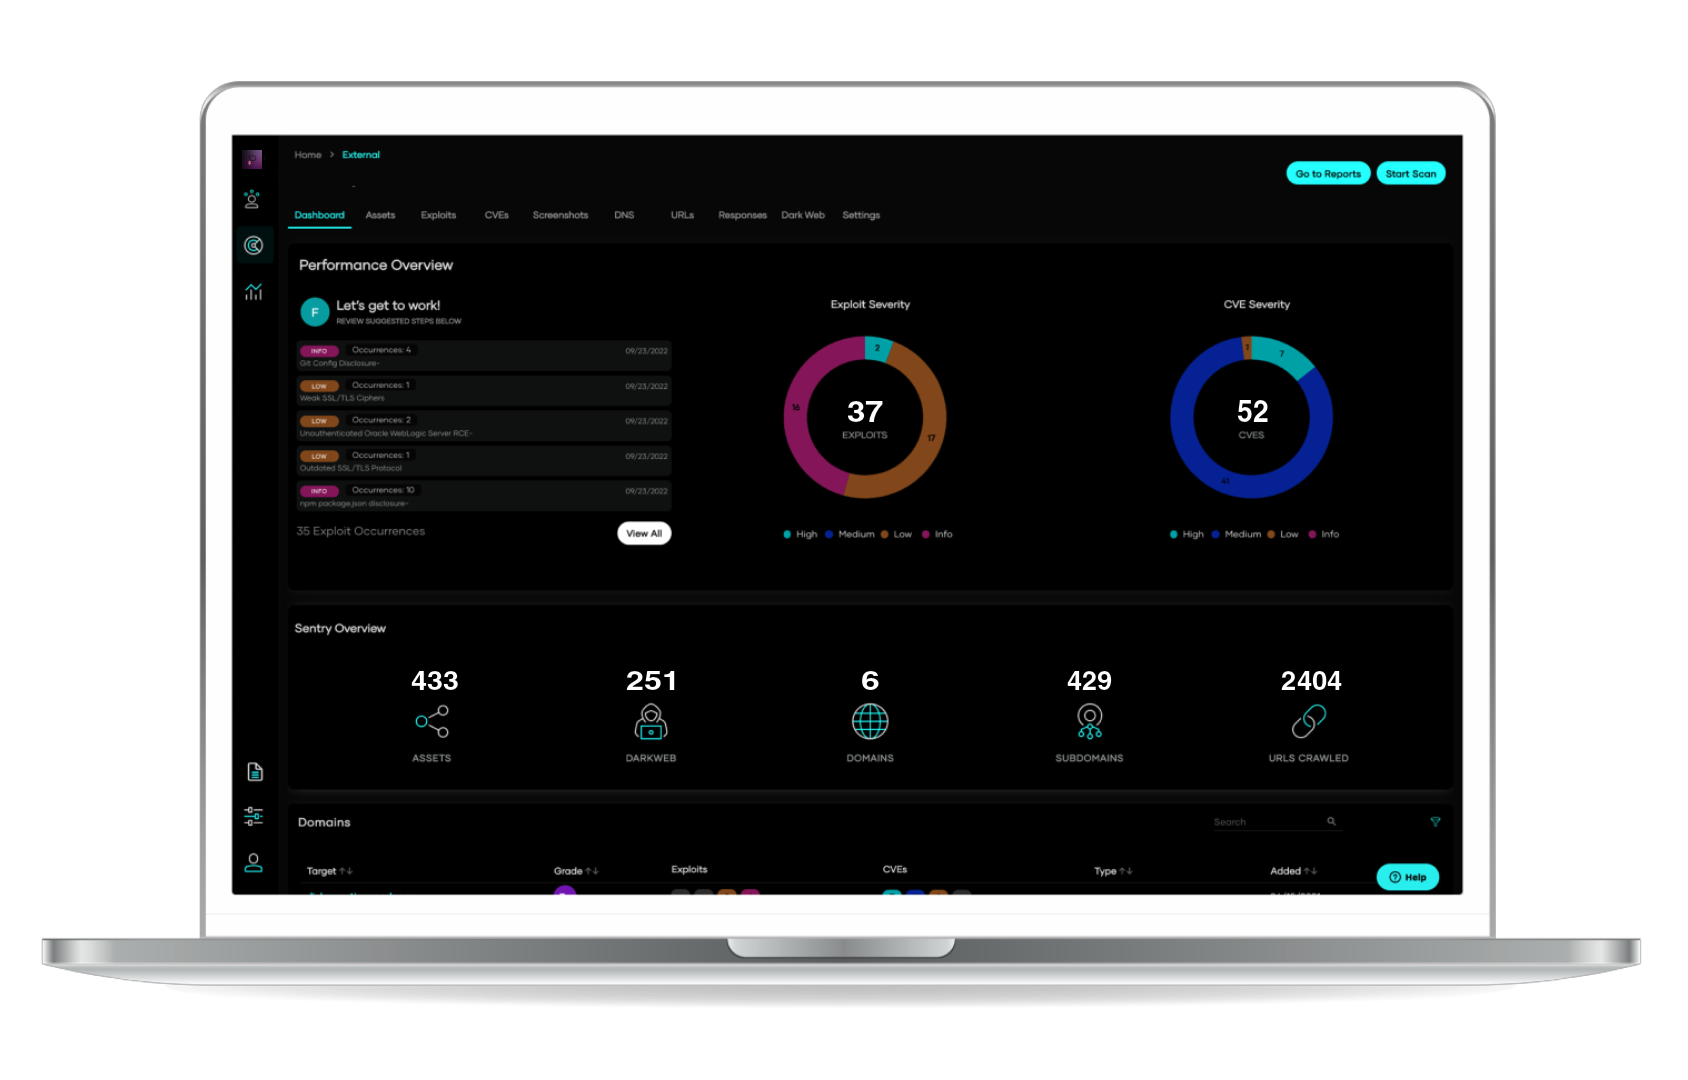 Home > External
Go to Reports
Start Scan
Dashboard Assets Exploits CVEs Screenshots DNS URLs Responses Dark Web Settings
Performance Overview
F
Let's get to work!
REVIEW SUGGESTED STEPS BELOW
INFO Occurrences: 4 09/23/2022
Git Config Disclosure-
LOW Occurrences: 1 09/23/2022
Weak SSL/TLS Ciphers
LOW Occurrences: 2 09/23/2022
Unauthenticated Oracle WebLogic Server RCE-
LOW Occurrences: 1 09/23/2022
Outdated SSL/TLS Protocol
INFO Occurrences: 10 09/23/2022
npm package.json disclosure-
35 Exploit Occurrences
View All
Exploit Severity
2
16
17
37
EXPLOITS
High Medium Low Info
CVE Severity
7
41
52
CVES
High Medium Low Info
Sentry Overview
433 251 6 429 2404
ASSETS DARKWEB DOMAINS SUBDOMAINS URLS CRAWLED
Domains
Search
Target Grade Exploits CVEs Type Added
Help